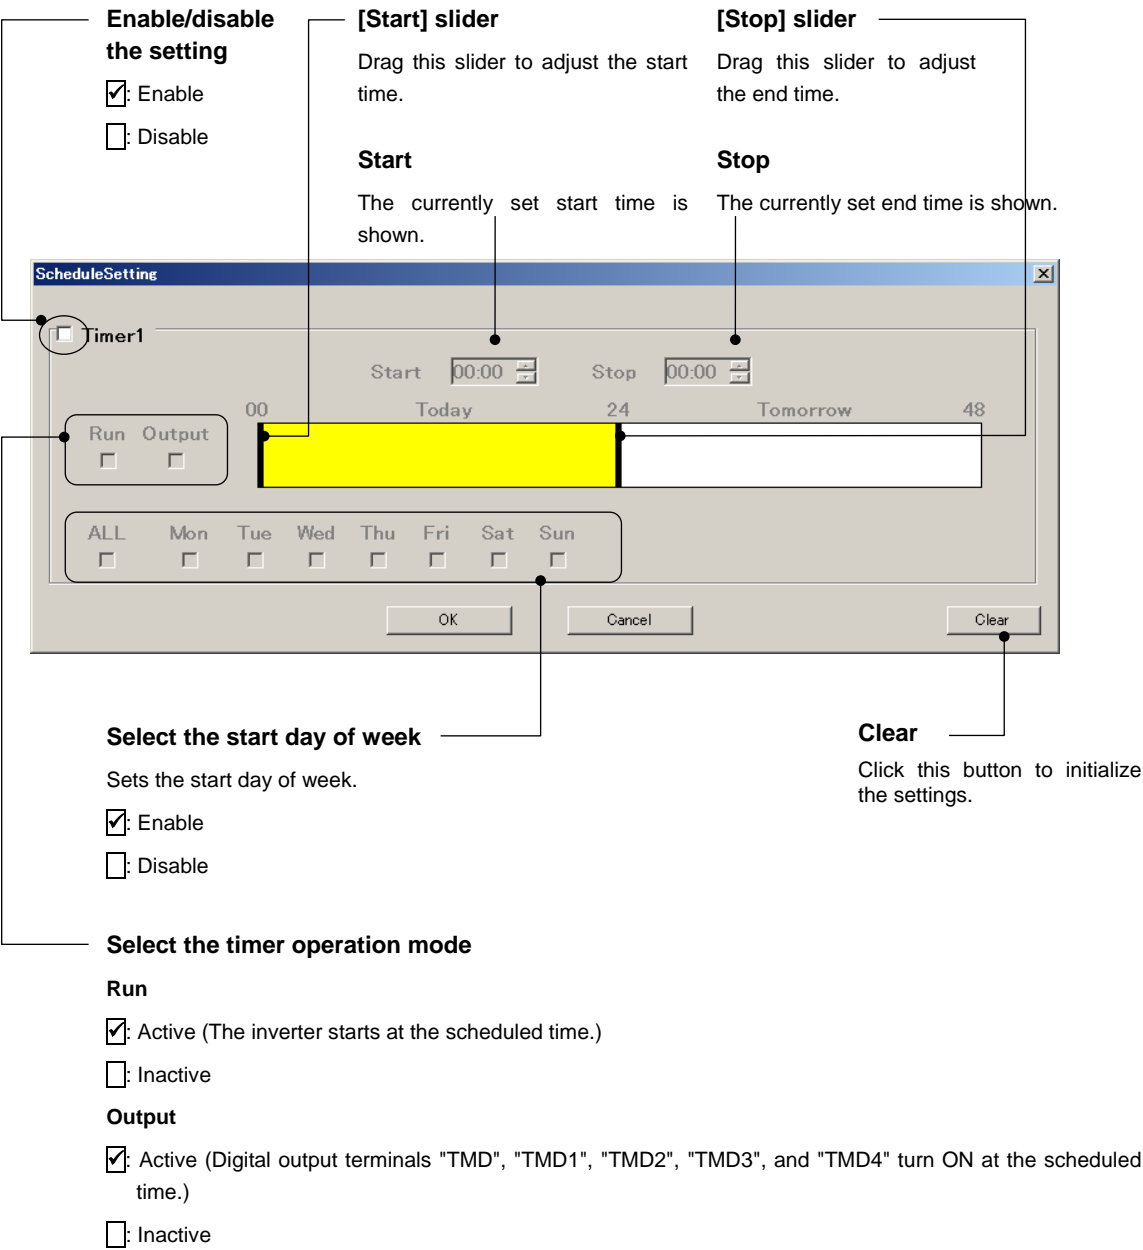 Enable/disable
the setting
✔: Enable
: Disable
[Start] slider
Drag this slider to adjust the start
time.
Start
The currently set start time is
shown.
[Stop] slider
Drag this slider to adjust
the end time.
Stop
The currently set end time is shown.
ScheduleSetting
Timer1
Start 00:00 Stop 00:00
00 Today 24 Tomorrow 48
Run Output
ALL Mon Tue Wed Thu Fri Sat Sun
OK Cancel Clear
Select the start day of week
Sets the start day of week.
✔: Enable
: Disable
Clear
Click this button to initialize
the settings.
Select the timer operation mode
Run
✔: Active (The inverter starts at the scheduled time.)
: Inactive
Output
✔: Active (Digital output terminals "TMD", "TMD1", "TMD2", "TMD3", and "TMD4" turn ON at the scheduled
time.)
: Inactive